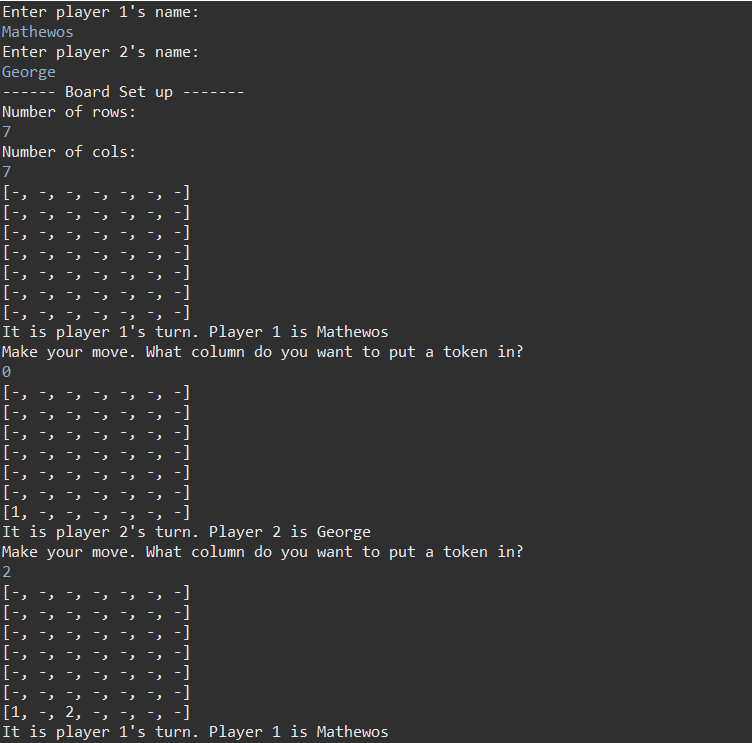 Enter player 1's name:
Mathewos
Enter player 2's name:
George
------ Board Set up -------
Number of rows:
7
Number of cols:
7
[-, -, -, -, -, -, -]
[-, -, -, -, -, -, -]
[-, -, -, -, -, -, -]
[-, -, -, -, -, -, -]
[-, -, -, -, -, -, -]
[-, -, -, -, -, -, -]
[-, -, -, -, -, -, -]
It is player 1's turn. Player 1 is Mathewos
Make your move. What column do you want to put a token in?
0
[-, -, -, -, -, -, -]
[-, -, -, -, -, -, -]
[-, -, -, -, -, -, -]
[-, -, -, -, -, -, -]
[-, -, -, -, -, -, -]
[-, -, -, -, -, -, -]
[1, -, -, -, -, -, -]
It is player 2's turn. Player 2 is George
Make your move. What column do you want to put a token in?
2
[-, -, -, -, -, -, -]
[-, -, -, -, -, -, -]
[-, -, -, -, -, -, -]
[-, -, -, -, -, -, -]
[-, -, -, -, -, -, -]
[-, -, -, -, -, -, -]
[1, -, 2, -, -, -, -]
It is player 1's turn. Player 1 is Mathewos